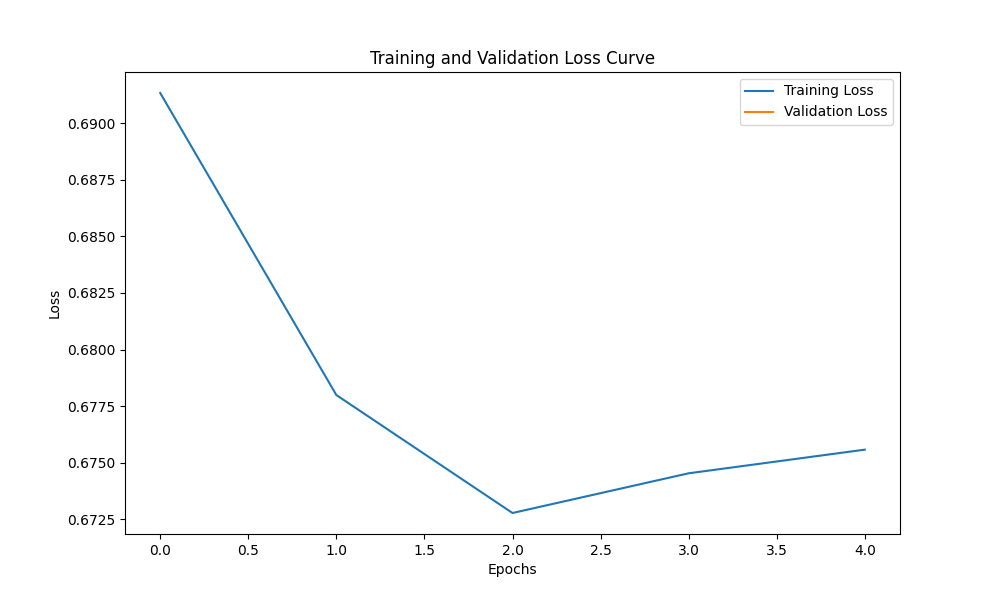 Training and Validation Loss Curve
Training Loss
Validation Loss
0.6900
0.6875
0.6850
0.6825
0.6800
0.6775
0.6750
0.6725
Loss
0.0 0.5 1.0 1.5 2.0 2.5 3.0 3.5 4.0
Epochs